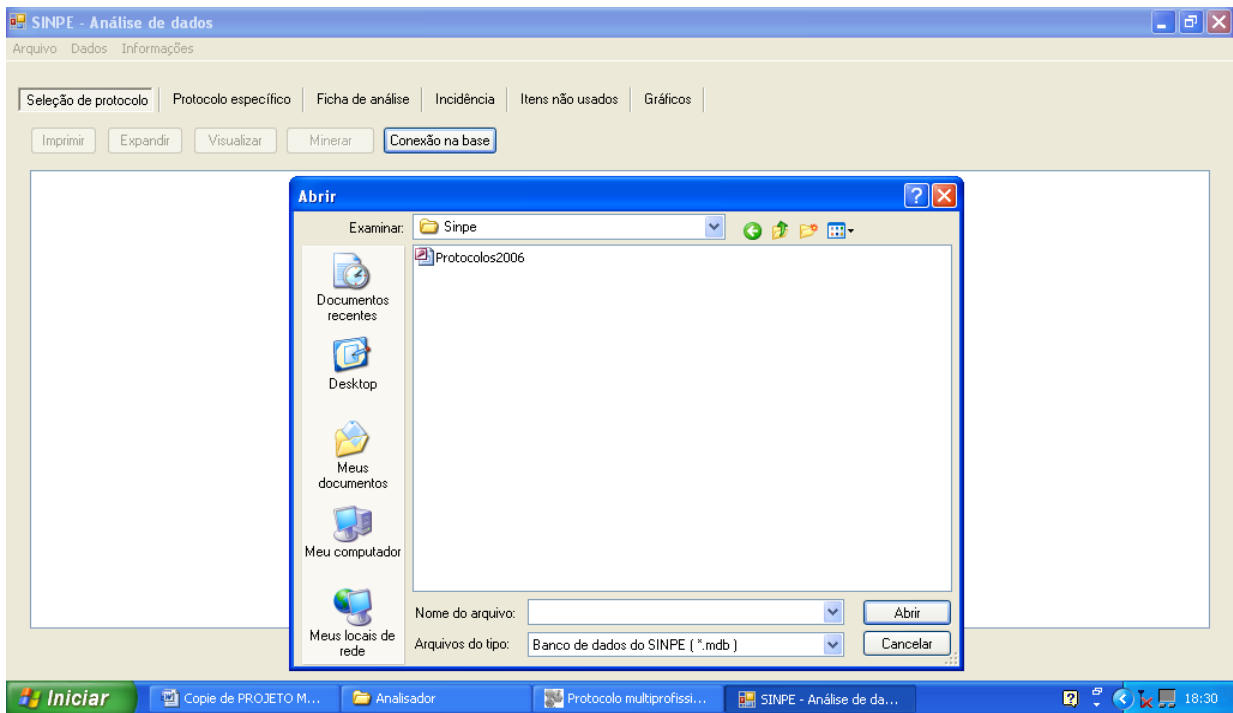 SINPE - Análise de dados
Arquivo Dados Informações
Seleção de protocolo Protocolo específico Ficha de análise Incidência Itens não usados Gráficos
Imprimir Expandir Visualizar Minerar Conexão na base
Abrir
Examinar: Sinpe
Protocolos2006
Documentos
recentes
Desktop
Meus
documentos
Meu computador
Meus locais de
rede
Nome do arquivo: Abrir
Arquivos do tipo: Banco de dados do SINPE ( *.mdb ) Cancelar
Iniciar Copie de PROJETO M... Analisador Protocolo multiprofissi... SINPE - Análise de da... 18:30